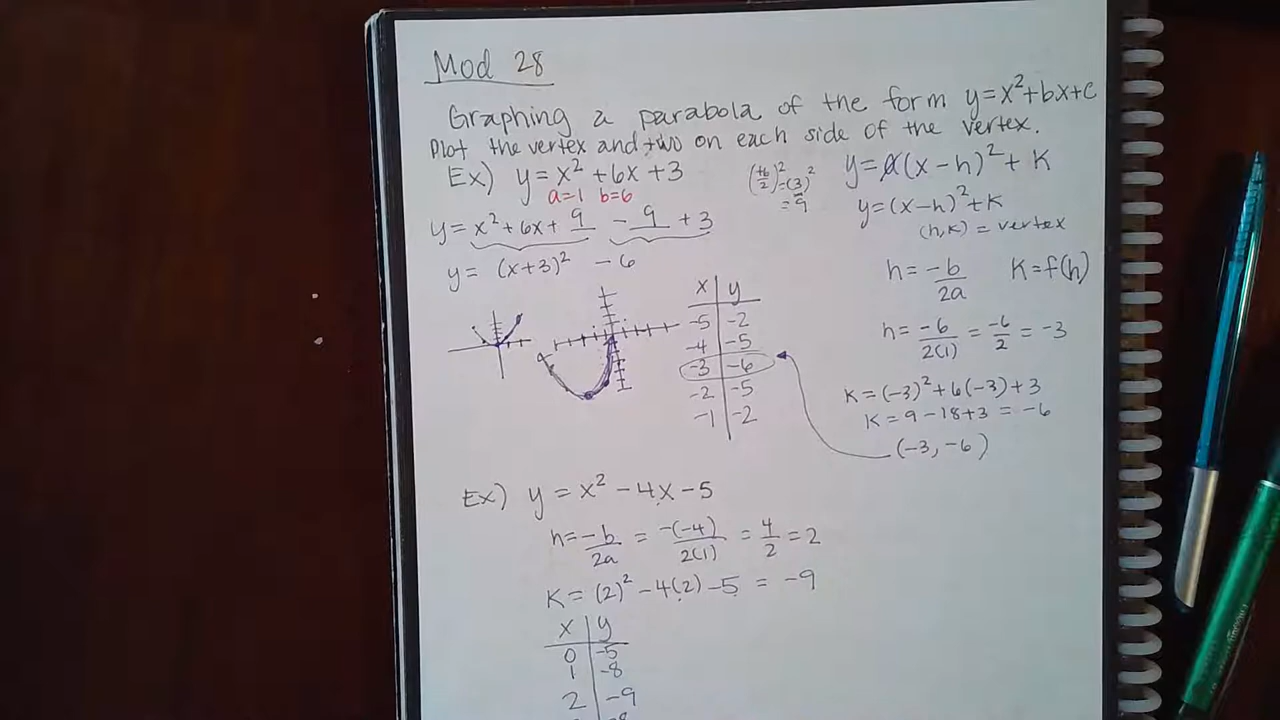 Mod 28
Graphing a parabola of the form y=x²+bx+c
Plot the vertex and two on each side of the vertex.
Ex) y = x² + 6x + 3
a=1 b=6
y = x² + 6x + 9 - 9 + 3
y = (x+3)² - 6
(+6/2)² = (3)²
= 9
y = a(x - h)² + K
y = (x-h)² + K
(h,K) = vertex
h = -b/2a K = f(h)
h = -6/2(1) = -6/2 = -3
K = (-3)² + 6(-3) + 3
K = 9 - 18 + 3 = -6
(-3, -6)
x | y
-5 | -2
-4 | -5
-3 | -6
-2 | -5
-1 | -2
Ex) y = x² - 4x - 5
h = -b/2a = -(-4)/2(1) = 4/2 = 2
K = (2)² - 4(2) - 5 = -9
x | y
0 | -5
1 | -8
2 | -9
-8